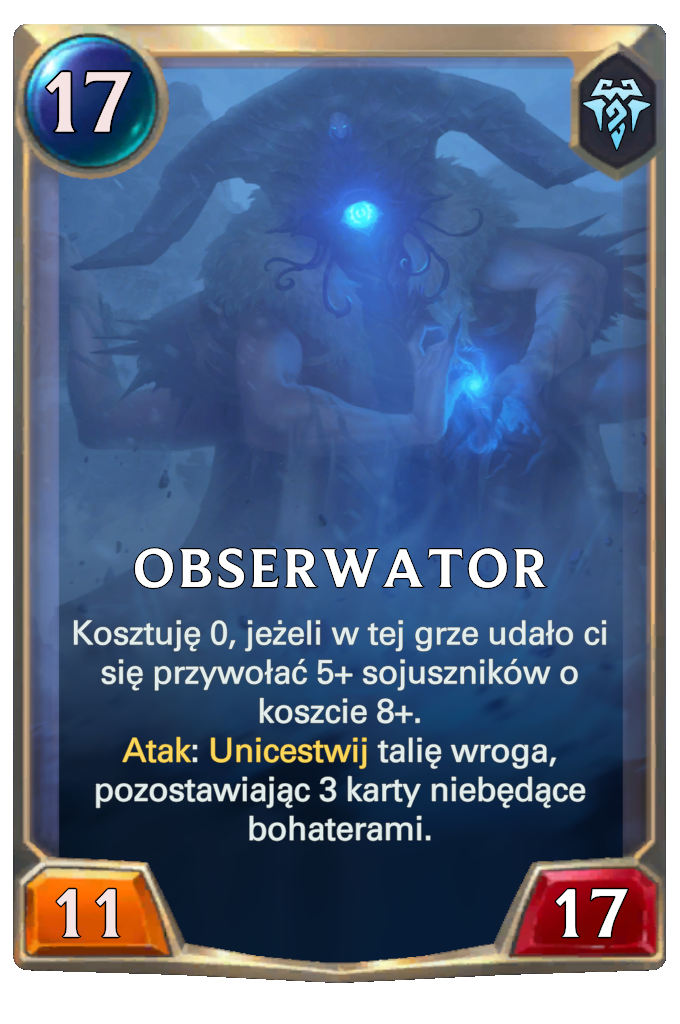 17
OBSERWATOR
Kosztuję 0, jeżeli w tej grze udało ci
się przywołać 5+ sojuszników o
koszcie 8+.
Atak: Unicestwij talię wroga,
pozostawiając 3 karty niebędące
bohaterami.
11
17